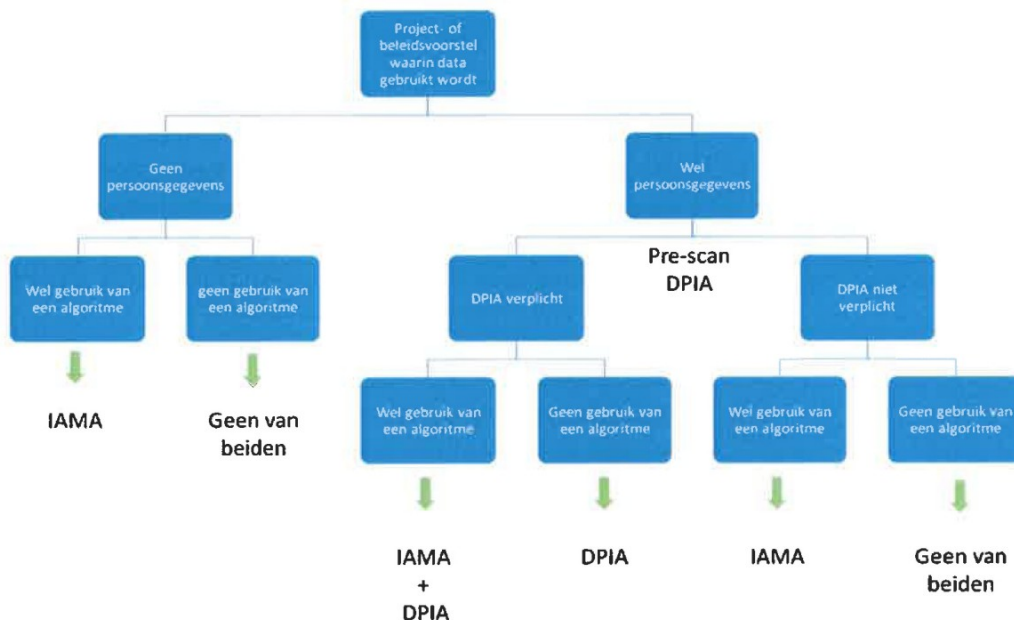 Project- of
beleidsvoorstel
waarin data
gebruikt wordt
Geen
persoonsgegevens
Wel
persoonsgegevens
Wel gebruik van
een algoritme
geen gebruik van
een algoritme
DPIA verplicht
Pre-scan
DPIA
DPIA niet
verplicht
IAMA
Geen van
beiden
Wel gebruik van
een algoritme
Geen gebruik van
een algoritme
Wel gebruik van
een algoritme
Geen gebruik van
een algoritme
IAMA
+
DPIA
DPIA
IAMA
Geen van
beiden